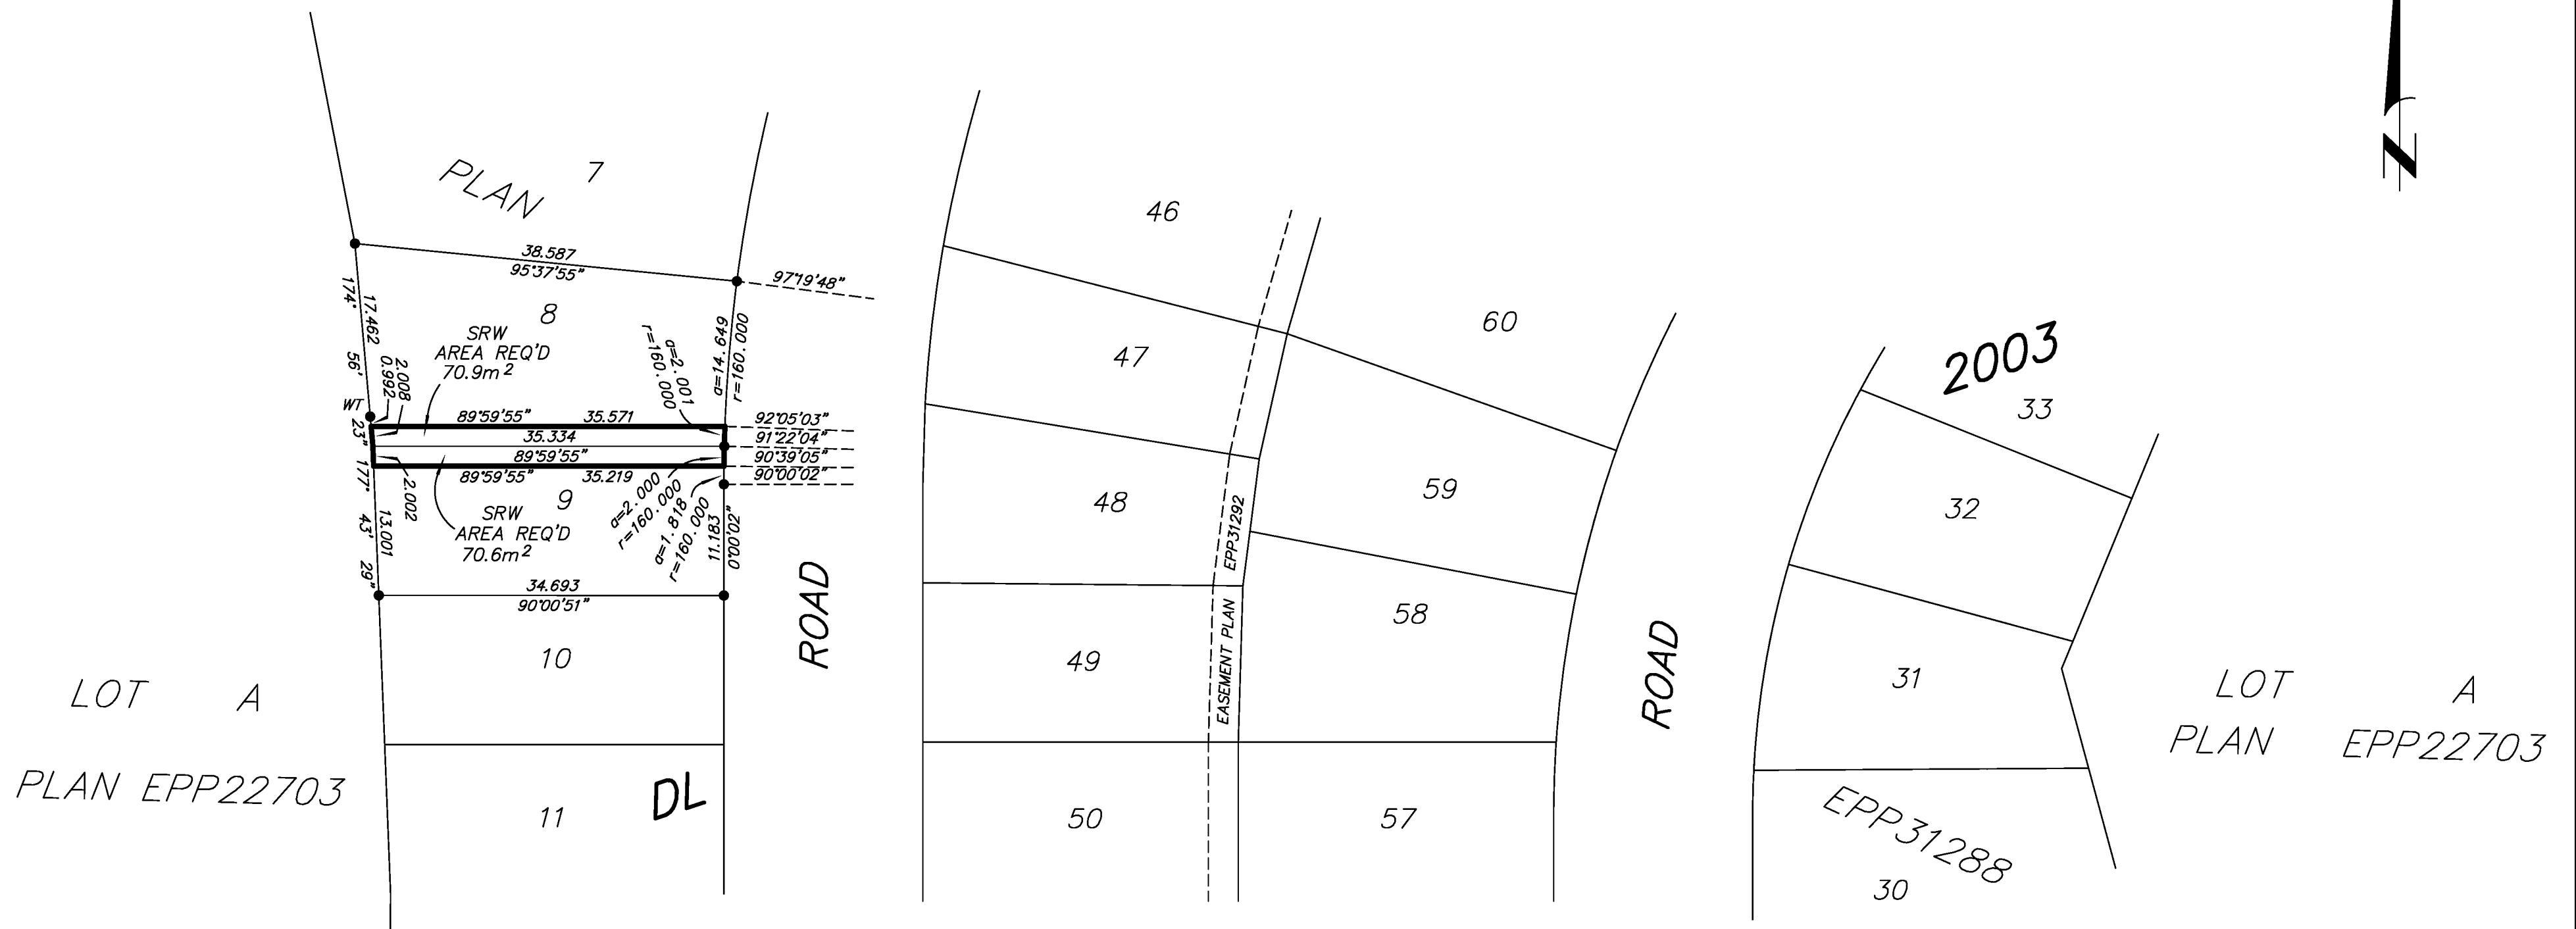 N
PLAN
7
38.587
95°37'55"
97°19'48"
174° 56' 23"
17.462
8
SRW
AREA REQ'D
70.9m²
2.008
0.992
WT
a=2.001
r=160.000
a=14.649
r=160.000
89°59'55" 35.571
92°05'03"
35.334
91°22'04"
89°59'55"
90°39'05"
89°59'55" 35.219
90°00'02"
177° 43' 29"
2.002
13.001
9
SRW
AREA REQ'D
70.6m²
a=2.000
r=160.000
a=1.818
r=160.000
11.183
0°00'02"
34.693
90°00'51"
10
11
DL
LOT A
PLAN EPP22703
ROAD
46
47
48
49
50
EPP31292
EASEMENT PLAN
60
59
58
57
ROAD
2003
33
32
31
EPP31288
30
LOT A
PLAN EPP22703